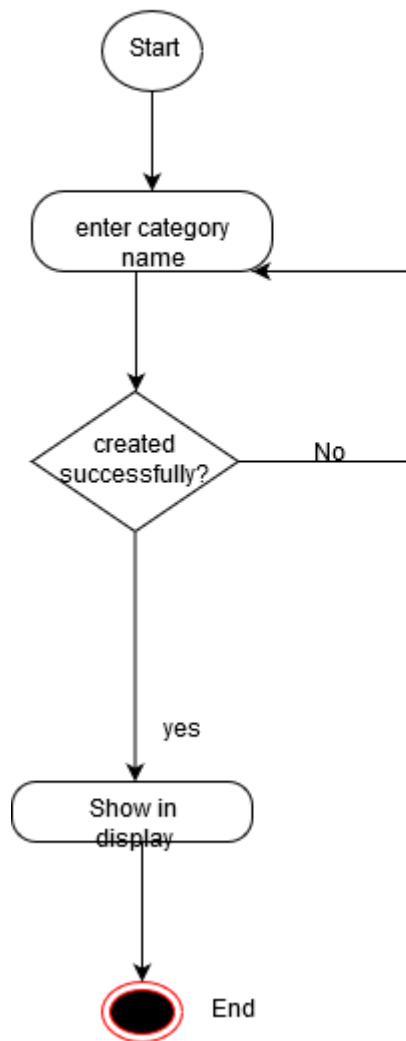 Start
enter category
name
created
successfully?
No
yes
Show in
display
End